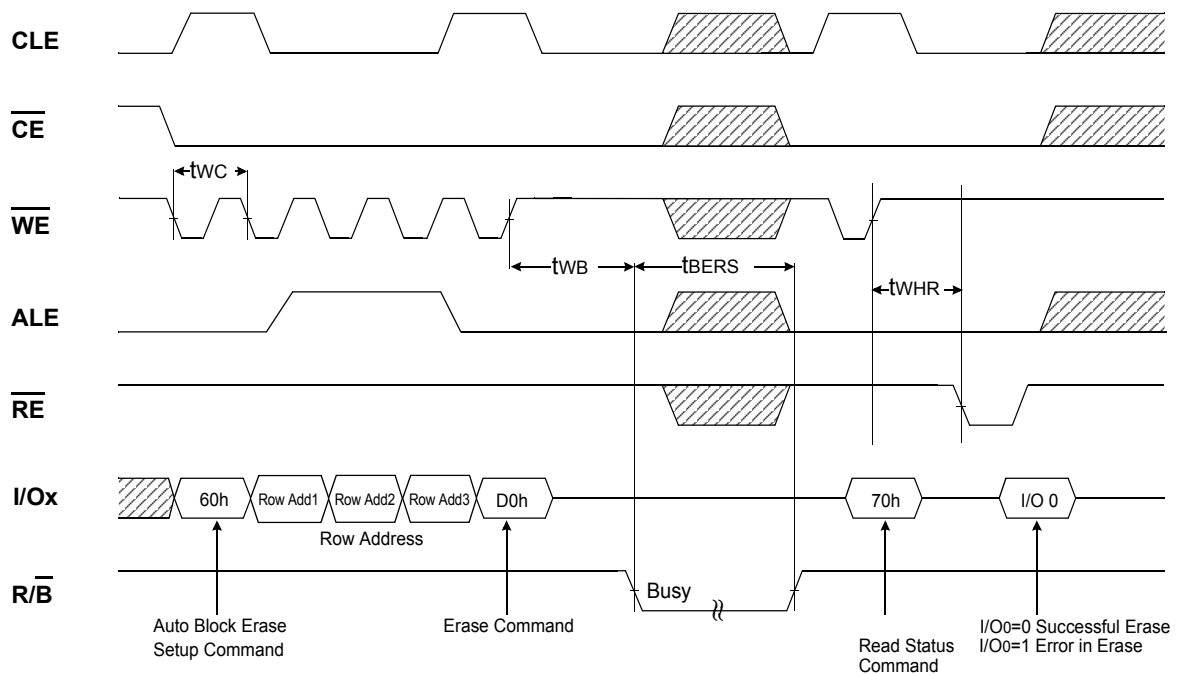 CLE
CE
tWC
WE
tWB
tBERS
tWHR
ALE
RE
I/Ox
60h
Row Add1
Row Add2
Row Add3
D0h
70h
I/O 0
Row Address
R/B
Busy
Auto Block Erase
Setup Command
Erase Command
Read Status
Command
I/O0=0 Successful Erase
I/O0=1 Error in Erase